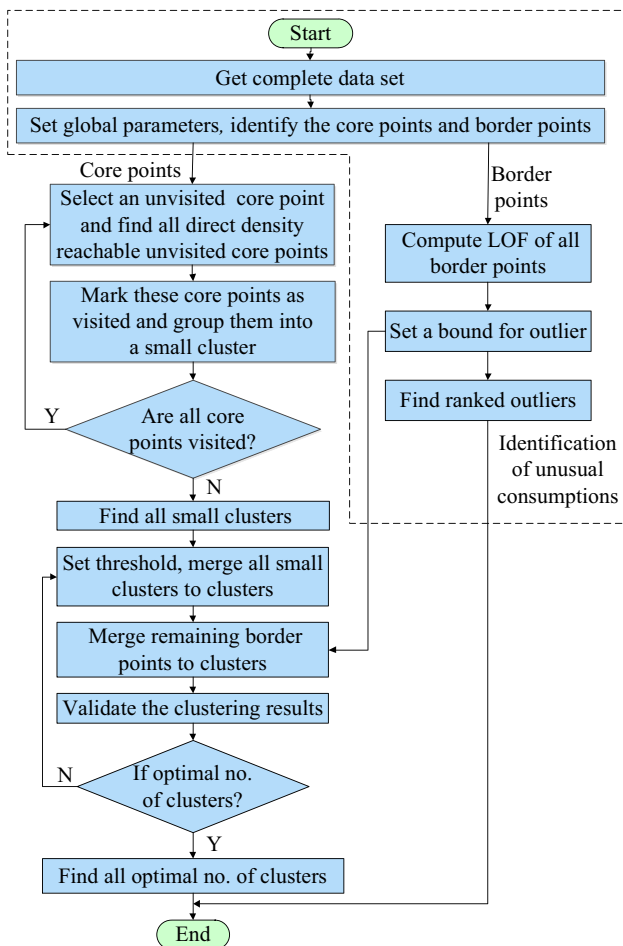 Start
Get complete data set
Set global parameters, identify the core points and border points
Core points
Border
points
Select an unvisited core point
and find all direct density
reachable unvisited core points
Compute LOF of all
border points
Mark these core points as
visited and group them into
a small cluster
Set a bound for outlier
Find ranked outliers
Y
Are all core
points visited?
Identification
of unusual
consumptions
N
Find all small clusters
Set threshold, merge all small
clusters to clusters
Merge remaining border
points to clusters
Validate the clustering results
N
If optimal no.
of clusters?
Y
Find all optimal no. of clusters
End